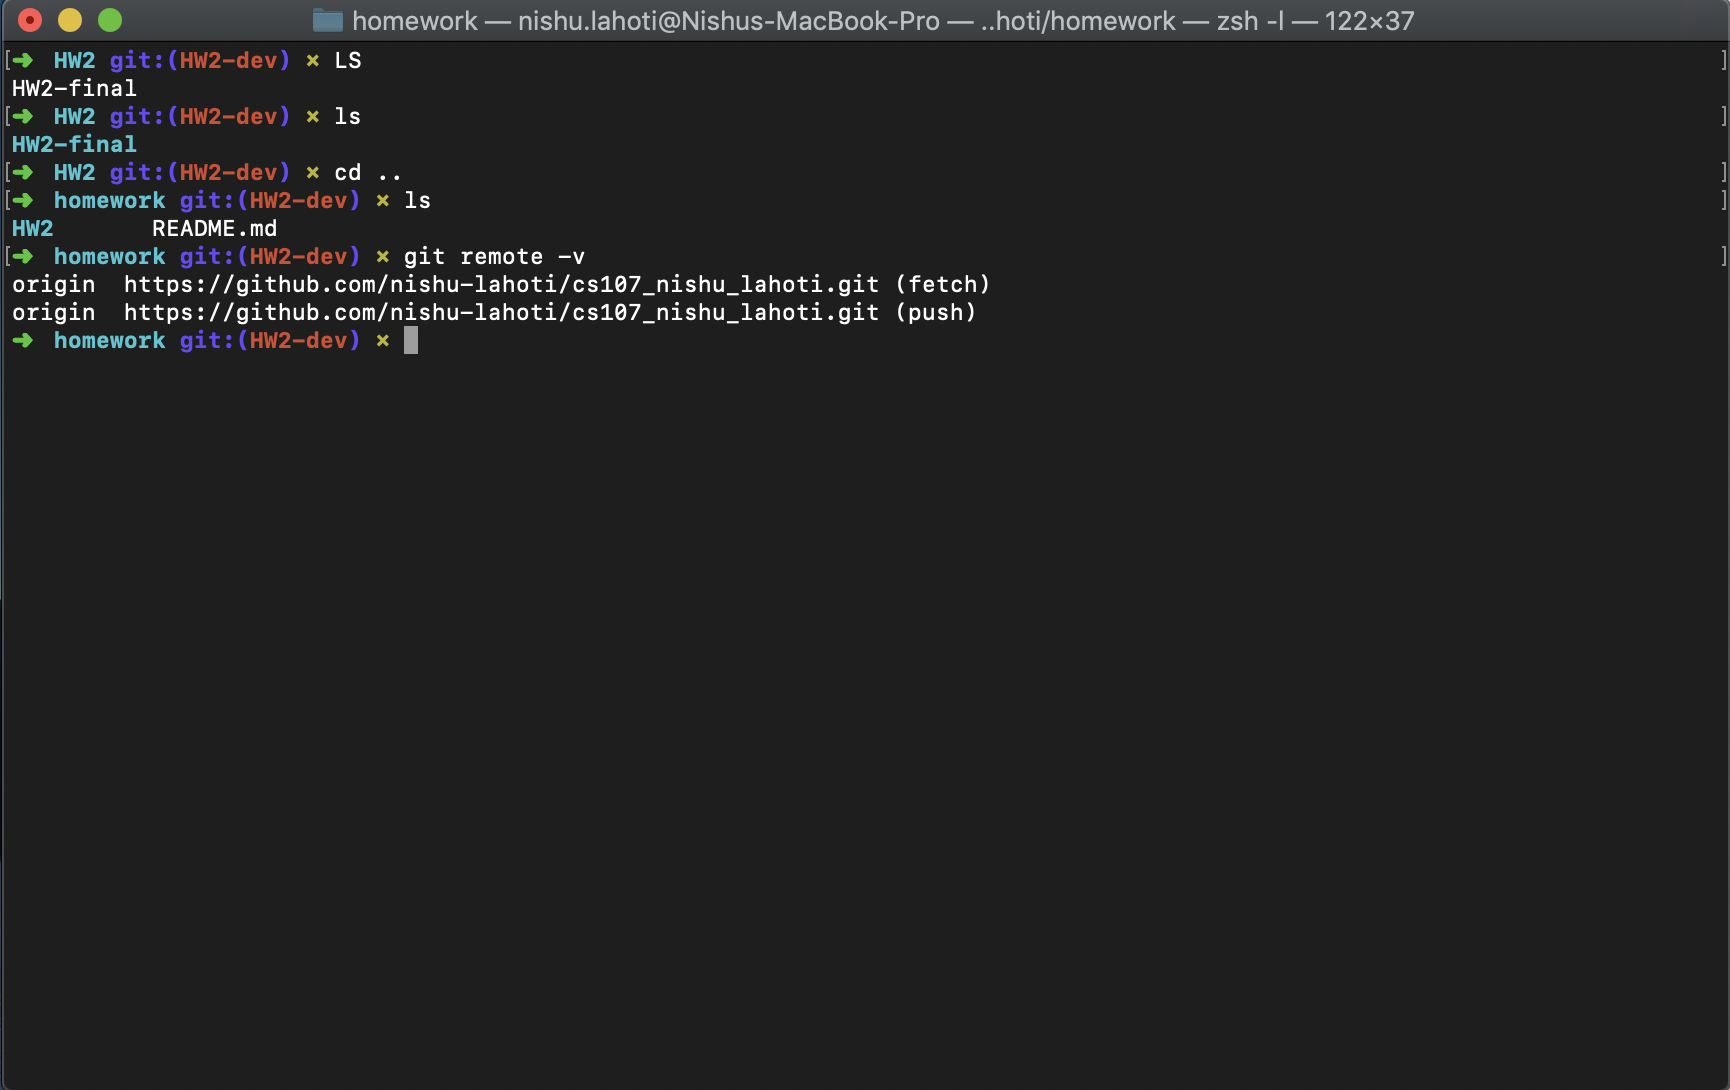 homework — nishu.lahoti@Nishus-MacBook-Pro — ..hoti/homework — zsh -l — 122×37
[➜  HW2 git:(HW2-dev) ✗ LS ]
HW2-final
[➜  HW2 git:(HW2-dev) ✗ ls ]
HW2-final
[➜  HW2 git:(HW2-dev) ✗ cd .. ]
[➜  homework git:(HW2-dev) ✗ ls ]
HW2       README.md
[➜  homework git:(HW2-dev) ✗ git remote -v ]
origin  https://github.com/nishu-lahoti/cs107_nishu_lahoti.git (fetch)
origin  https://github.com/nishu-lahoti/cs107_nishu_lahoti.git (push)
➜  homework git:(HW2-dev) ✗